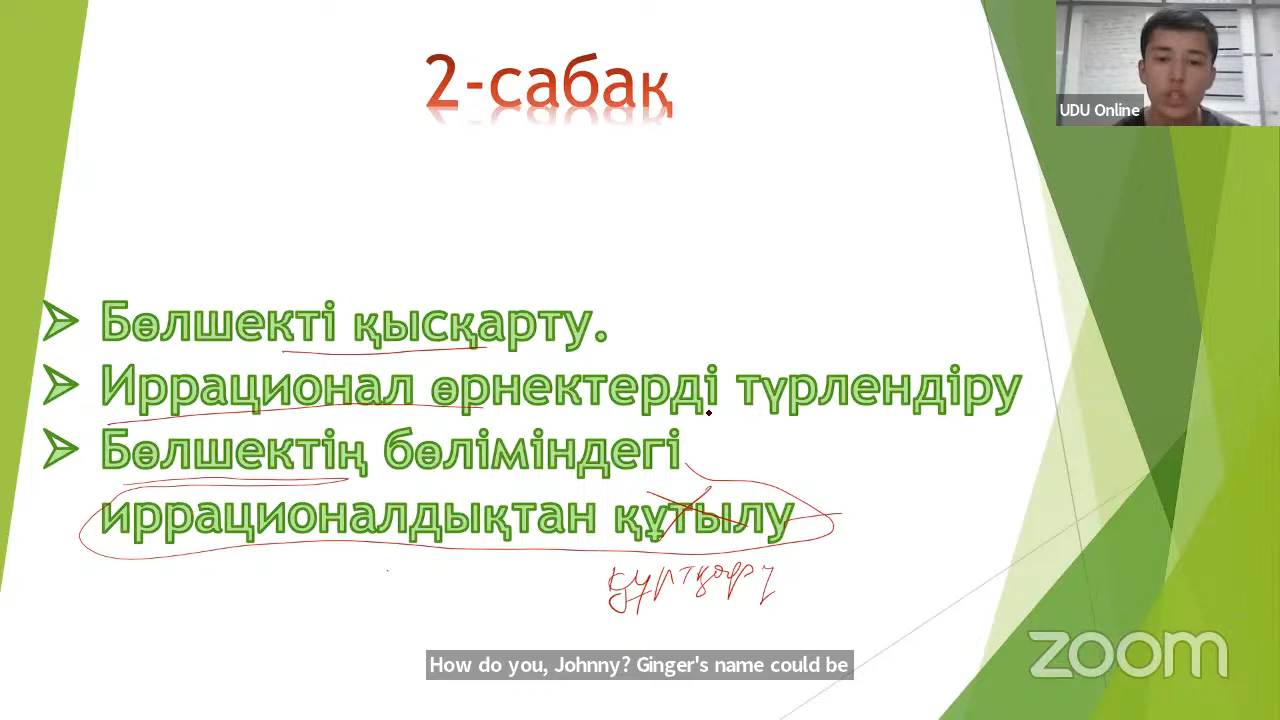 2-сабақ
UDU Online
Бөлшекті қысқарту.
Иррационал өрнектерді түрлендіру
Бөлшектің бөліміндегі
иррационалдықтан құтылу
zoom
How do you, Johnny? Ginger's name could be